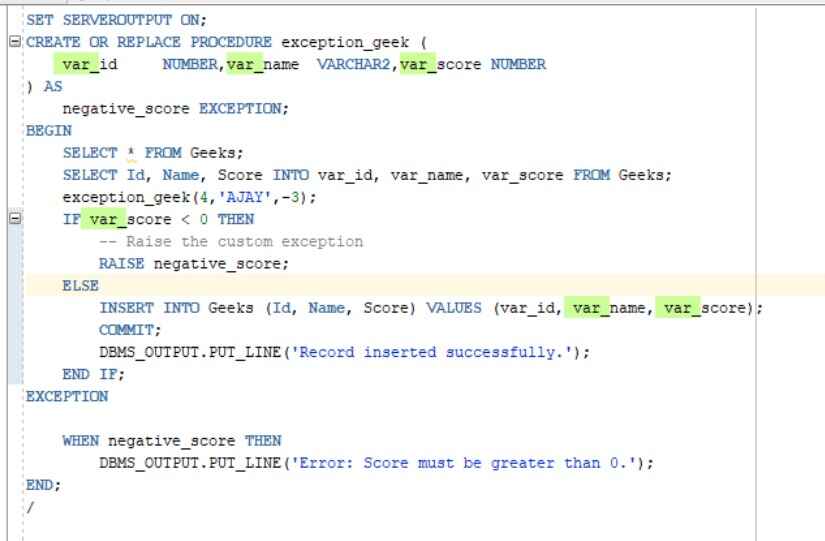 SET SERVEROUTPUT ON;
CREATE OR REPLACE PROCEDURE exception_geek (
    var_id     NUMBER,var_name  VARCHAR2,var_score NUMBER
) AS
    negative_score EXCEPTION;
BEGIN
    SELECT * FROM Geeks;
    SELECT Id, Name, Score INTO var_id, var_name, var_score FROM Geeks;
    exception_geek(4,'AJAY',-3);
    IF var_score < 0 THEN
        -- Raise the custom exception
        RAISE negative_score;
    ELSE
        INSERT INTO Geeks (Id, Name, Score) VALUES (var_id, var_name, var_score);
        COMMIT;
        DBMS_OUTPUT.PUT_LINE('Record inserted successfully.');
    END IF;
EXCEPTION
    WHEN negative_score THEN
        DBMS_OUTPUT.PUT_LINE('Error: Score must be greater than 0.');
END;
/